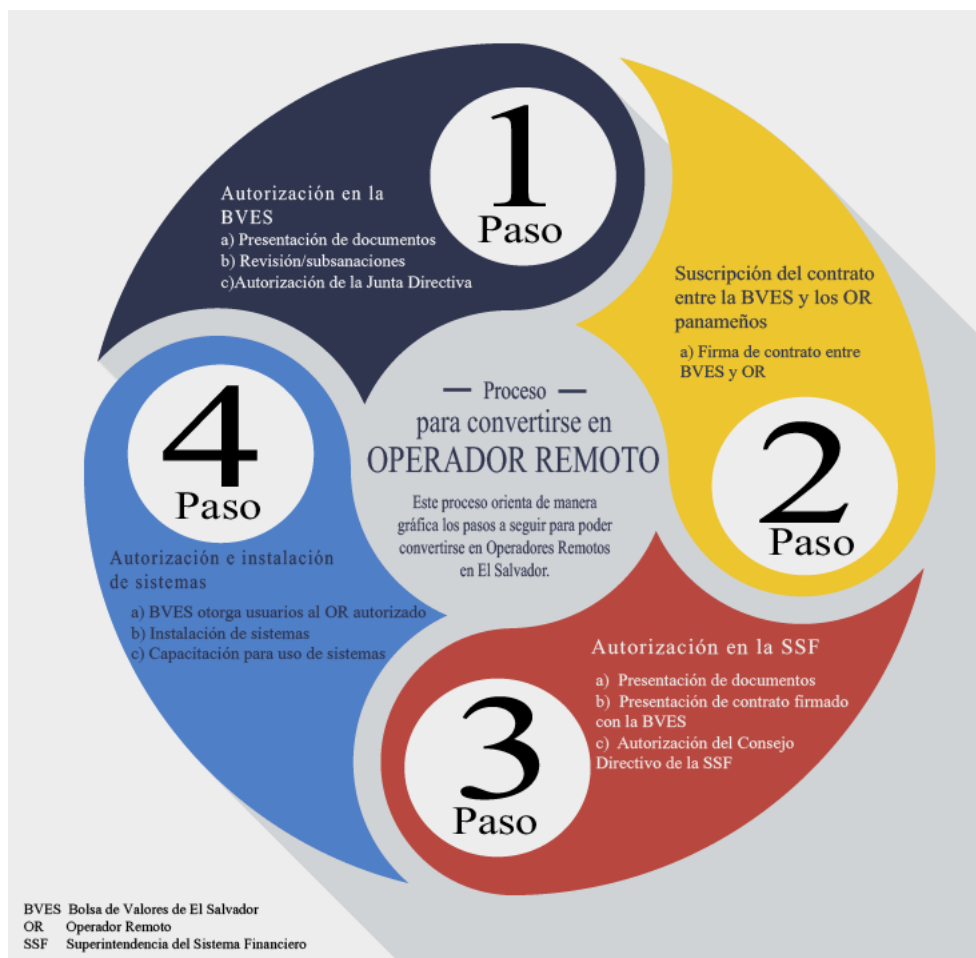 1
Paso
Autorización en la
BVES
a) Presentación de documentos
b) Revisión/subsanaciones
c)Autorización de la Junta Directiva
Suscripción del contrato
entre la BVES y los OR
panameños
a) Firma de contrato entre
BVES y OR
2
Paso
Proceso
para convertirse en
OPERADOR REMOTO
Este proceso orienta de manera
gráfica los pasos a seguir para poder
convertirse en Operadores Remotos
en El Salvador.
Autorización en la SSF
a) Presentación de documentos
b) Presentación de contrato firmado
con la BVES
c) Autorización del Consejo
Directivo de la SSF
3
Paso
4
Paso
Autorización e instalación
de sistemas
a) BVES otorga usuarios al OR autorizado
b) Instalación de sistemas
c) Capacitación para uso de sistemas
BVES Bolsa de Valores de El Salvador
OR Operador Remoto
SSF Superintendencia del Sistema Financiero